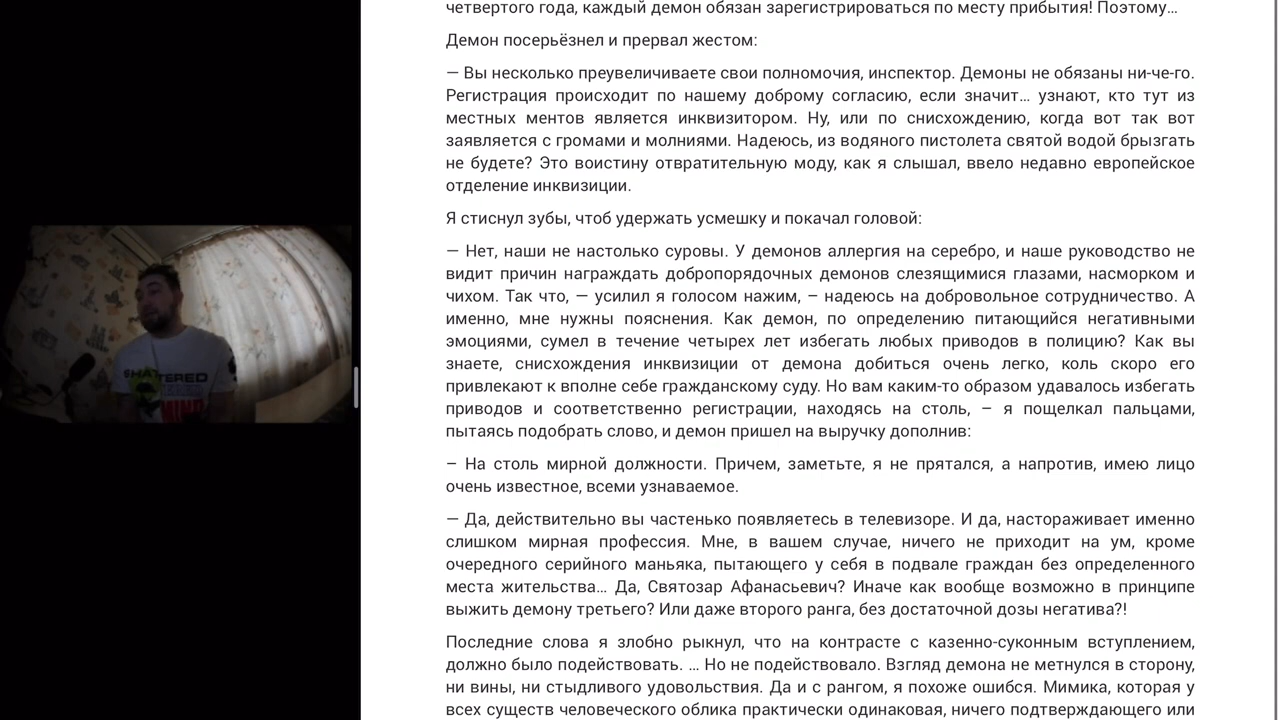 четвертого года, каждый демон обязан зарегистрироваться по месту прибытия! Поэтому…
Демон посерьёзнел и прервал жестом:
— Вы несколько преувеличиваете свои полномочия, инспектор. Демоны не обязаны ни-че-го.
Регистрация происходит по нашему доброму согласию, если значит… узнают, кто тут из
местных ментов является инквизитором. Ну, или по снисхождению, когда вот так вот
заявляется с громами и молниями. Надеюсь, из водяного пистолета святой водой брызгать
не будете? Это воистину отвратительную моду, как я слышал, ввело недавно европейское
отделение инквизиции.
Я стиснул зубы, чтоб удержать усмешку и покачал головой:
— Нет, наши не настолько суровы. У демонов аллергия на серебро, и наше руководство не
видит причин награждать добропорядочных демонов слезящимися глазами, насморком и
чихом. Так что, — усилил я голосом нажим, – надеюсь на добровольное сотрудничество. А
именно, мне нужны пояснения. Как демон, по определению питающийся негативными
эмоциями, сумел в течение четырех лет избегать любых приводов в полицию? Как вы
знаете, снисхождения инквизиции от демона добиться очень легко, коль скоро его
привлекают к вполне себе гражданскому суду. Но вам каким-то образом удавалось избегать
приводов и соответственно регистрации, находясь на столь, – я пощелкал пальцами,
пытаясь подобрать слово, и демон пришел на выручку дополнив:
– На столь мирной должности. Причем, заметьте, я не прятался, а напротив, имею лицо
очень известное, всеми узнаваемое.
— Да, действительно вы частенько появляетесь в телевизоре. И да, настораживает именно
слишком мирная профессия. Мне, в вашем случае, ничего не приходит на ум, кроме
очередного серийного маньяка, пытающего у себя в подвале граждан без определенного
места жительства… Да, Святозар Афанасьевич? Иначе как вообще возможно в принципе
выжить демону третьего? Или даже второго ранга, без достаточной дозы негатива?!
Последние слова я злобно рыкнул, что на контрасте с казенно-суконным вступлением,
должно было подействовать. … Но не подействовало. Взгляд демона не метнулся в сторону,
ни вины, ни стыдливого удовольствия. Да и с рангом, я похоже ошибся. Мимика, которая у
всех существ человеческого облика практически одинаковая, ничего подтверждающего или
SHATTERED